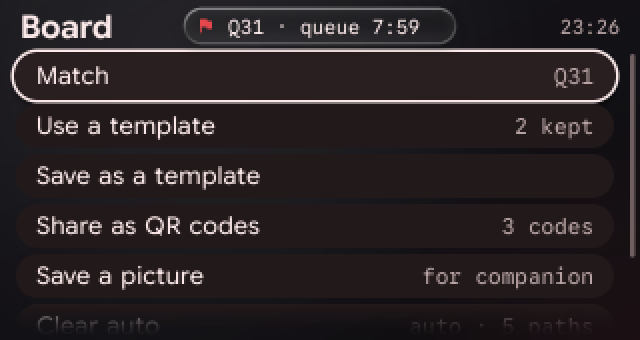 Board
Q31 · queue 7:59
23:26
Match Q31
Use a template 2 kept
Save as a template
Share as QR codes 3 codes
Save a picture for companion
Clear auto auto · 5 paths